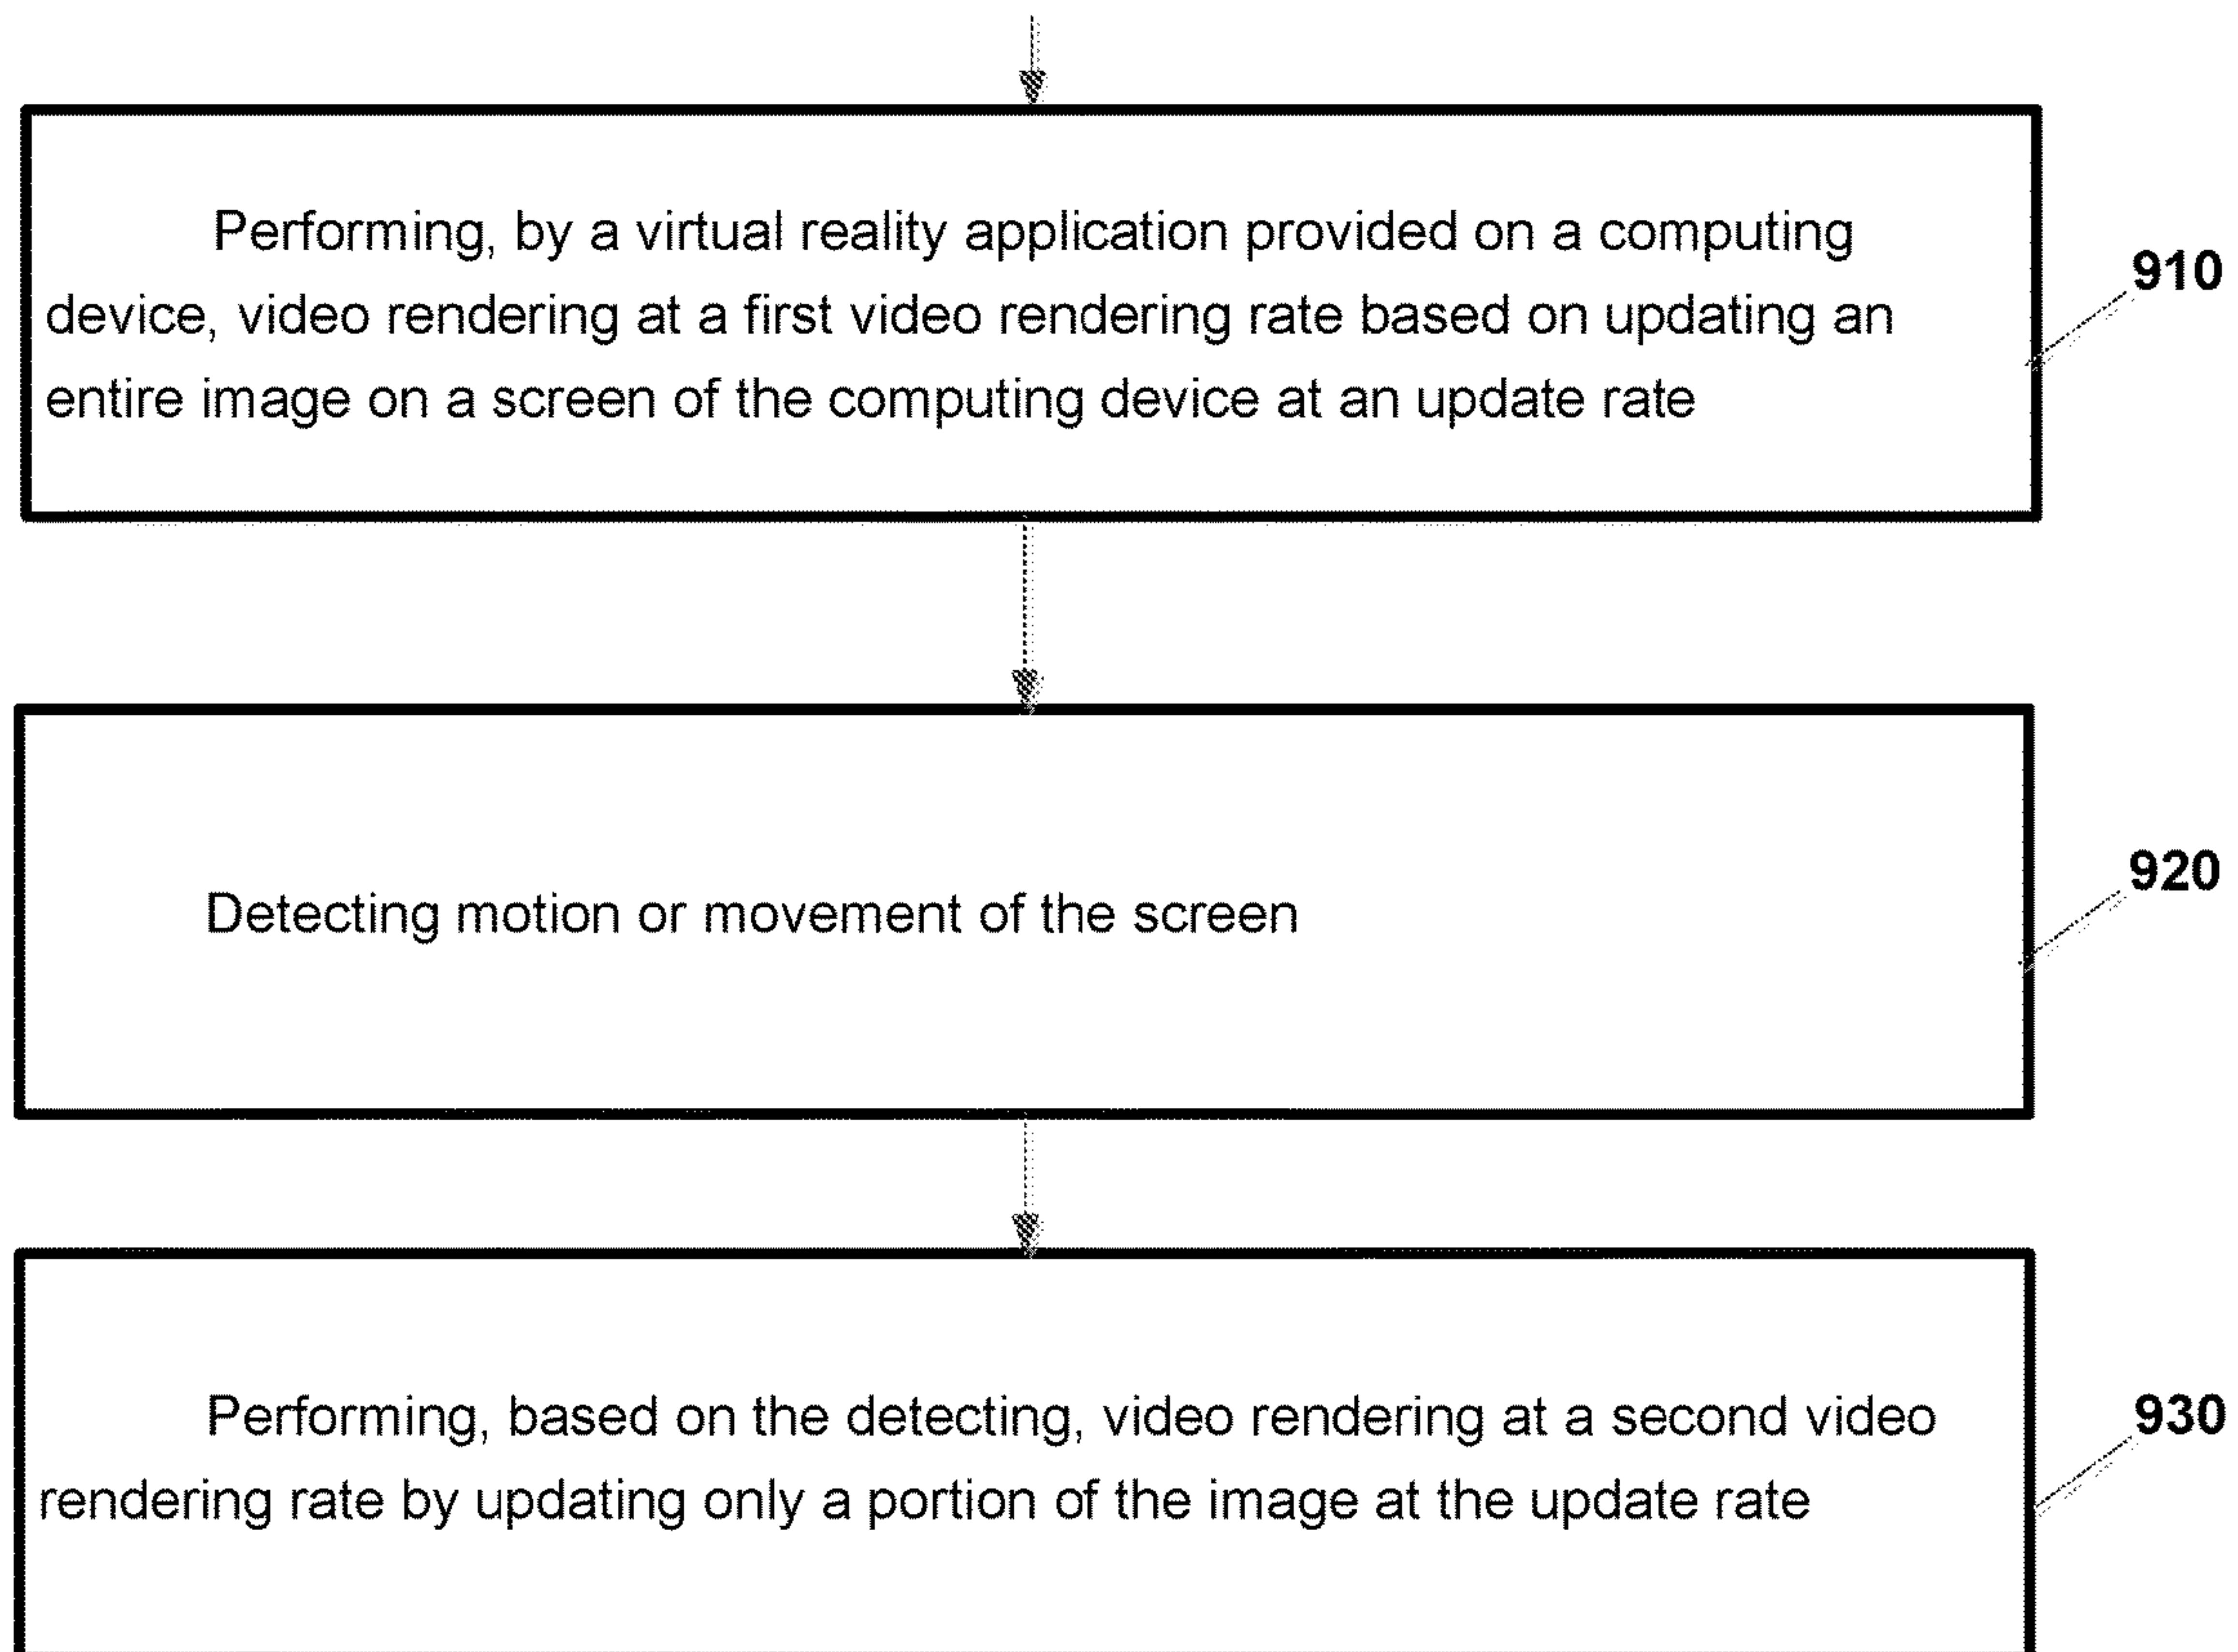 Performing, by a virtual reality application provided on a computing
device, video rendering at a first video rendering rate based on updating an
entire image on a screen of the computing device at an update rate
910
Detecting motion or movement of the screen
920
Performing, based on the detecting, video rendering at a second video
rendering rate by updating only a portion of the image at the update rate
930